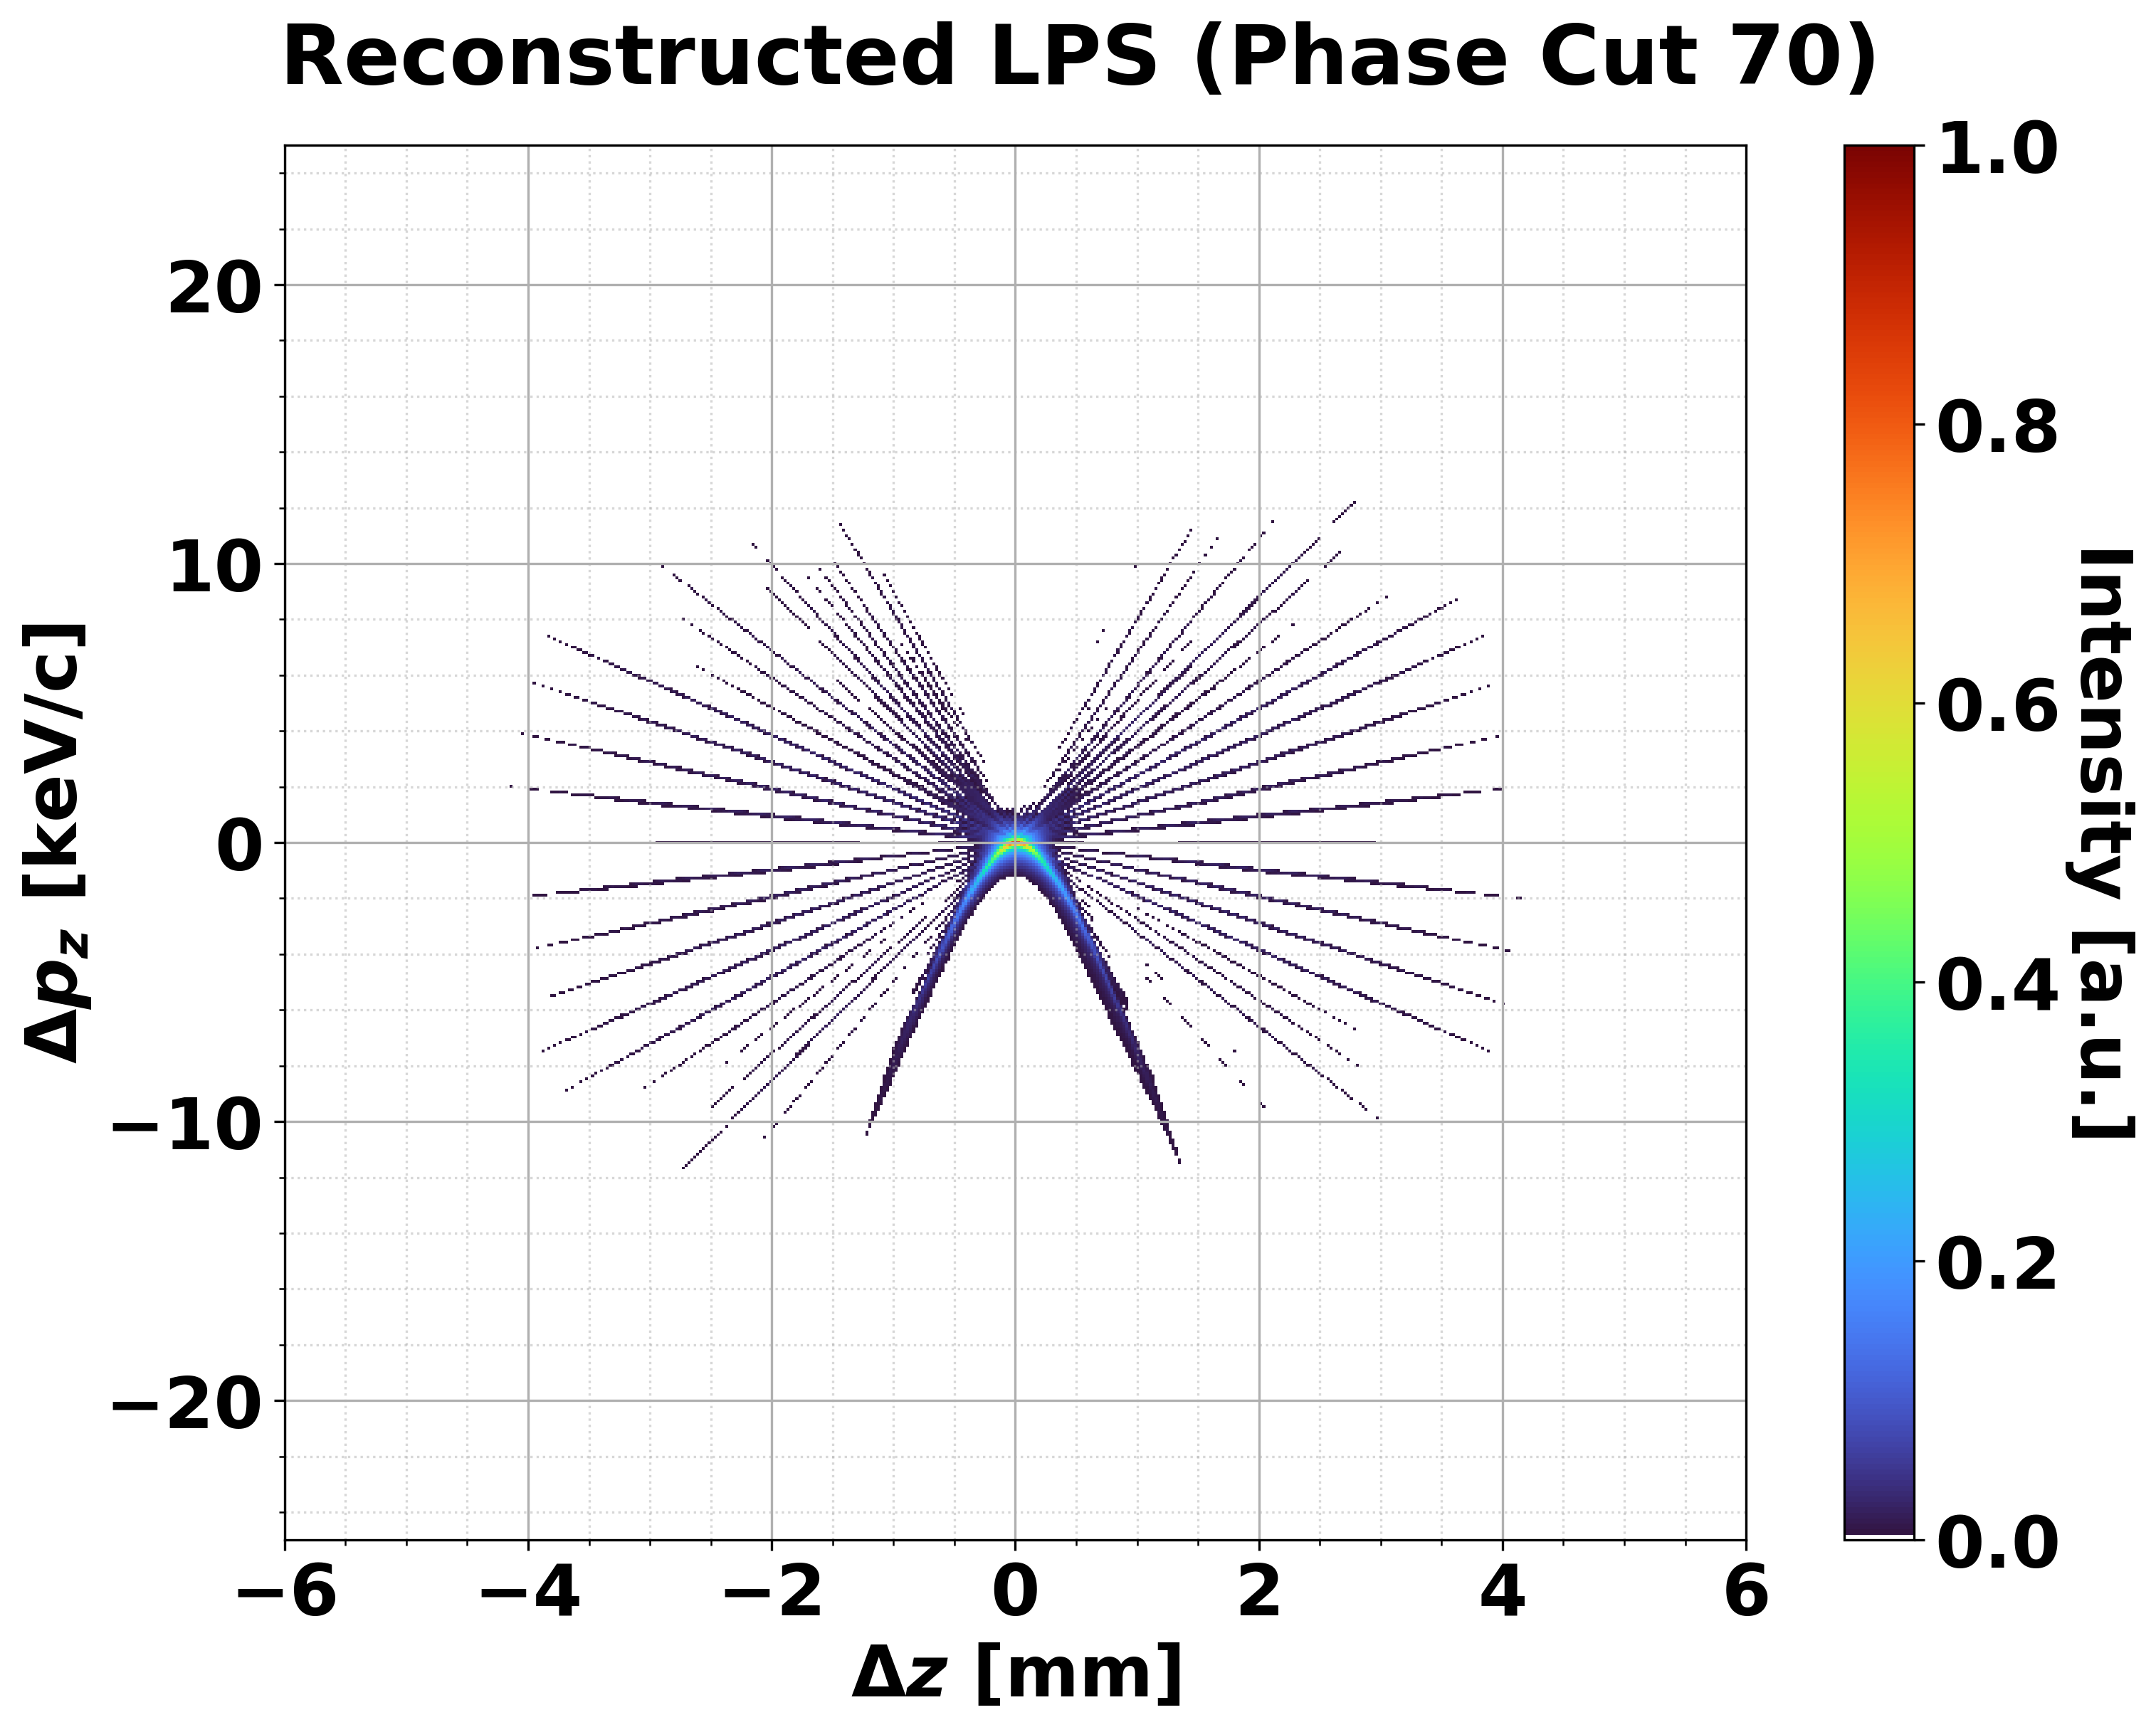 Reconstructed LPS (Phase Cut 70)
Δp_z [keV/c]
20
10
0
−10
−20
−6 −4 −2 0 2 4 6
Δz [mm]
1.0
0.8
0.6
0.4
0.2
0.0
Intensity [a.u.]